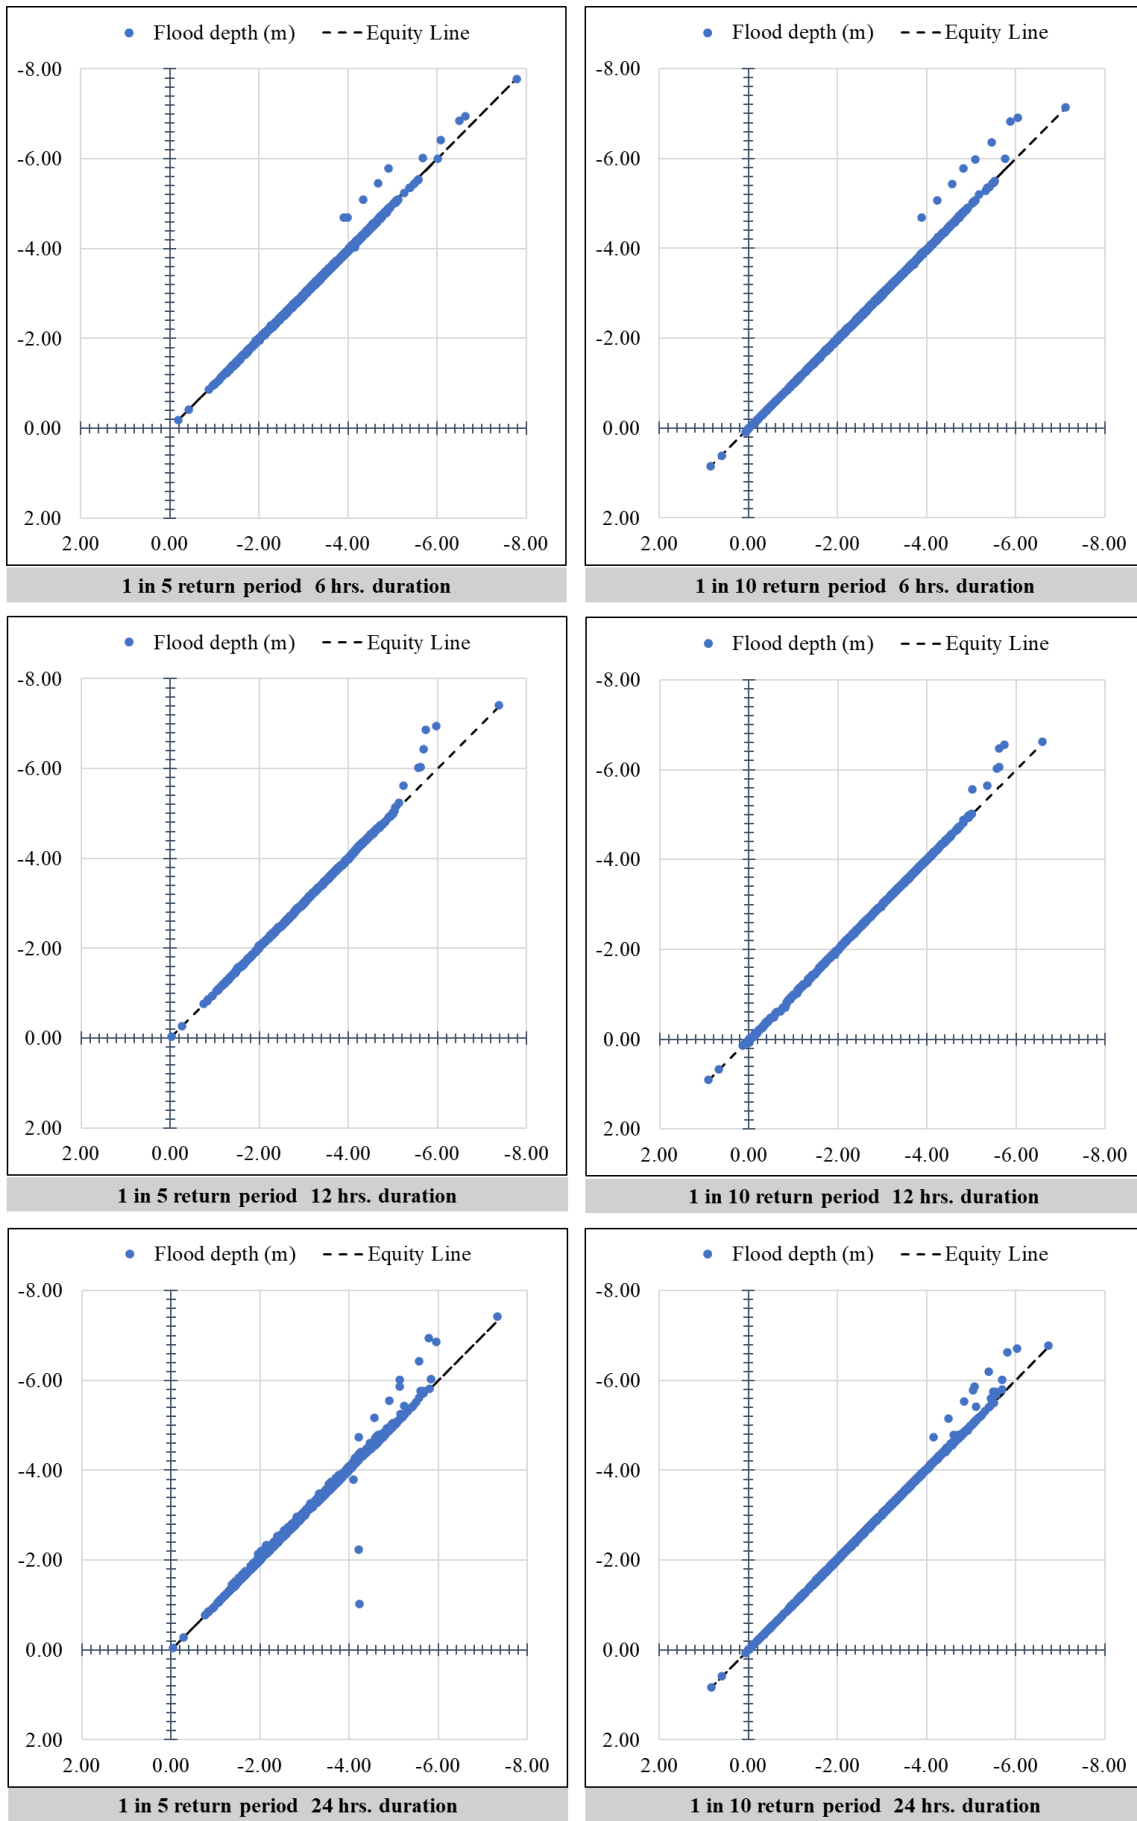 Flood depth (m) Equity Line
-8.00
-6.00
-4.00
-2.00
0.00
2.00
2.00 0.00 -2.00 -4.00 -6.00 -8.00
1 in 5 return period 6 hrs. duration
Flood depth (m) Equity Line
-8.00
-6.00
-4.00
-2.00
0.00
2.00
2.00 0.00 -2.00 -4.00 -6.00 -8.00
1 in 10 return period 6 hrs. duration
Flood depth (m) Equity Line
-8.00
-6.00
-4.00
-2.00
0.00
2.00
2.00 0.00 -2.00 -4.00 -6.00 -8.00
1 in 5 return period 12 hrs. duration
Flood depth (m) Equity Line
-8.00
-6.00
-4.00
-2.00
0.00
2.00
2.00 0.00 -2.00 -4.00 -6.00 -8.00
1 in 10 return period 12 hrs. duration
Flood depth (m) Equity Line
-8.00
-6.00
-4.00
-2.00
0.00
2.00
2.00 0.00 -2.00 -4.00 -6.00 -8.00
1 in 5 return period 24 hrs. duration
Flood depth (m) Equity Line
-8.00
-6.00
-4.00
-2.00
0.00
2.00
2.00 0.00 -2.00 -4.00 -6.00 -8.00
1 in 10 return period 24 hrs. duration